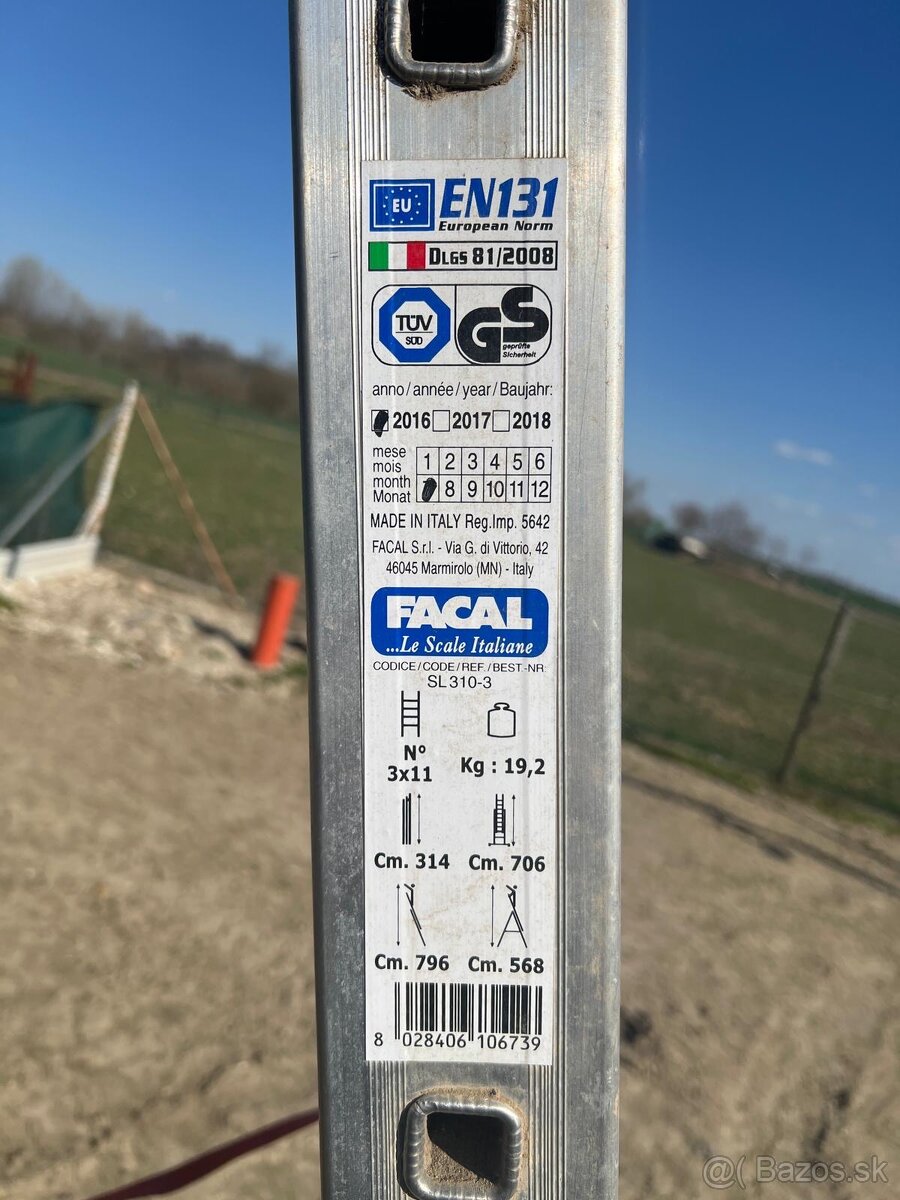 EU EN131
European Norm
DLGS 81/2008
TÜV
SÜD
GS
geprüfte
Sicherheit
anno/année/year/Baujahr:
2016 2017 2018
mese
mois
month
Monat
1 2 3 4 5 6
8 9 10 11 12
MADE IN ITALY Reg.Imp. 5642
FACAL S.r.l. - Via G. di Vittorio, 42
46045 Marmirolo (MN) - Italy
FACAL
...Le Scale Italiane
CODICE/CODE/REF./BEST.-NR.
SL310-3
N°
3x11
Kg : 19,2
Cm. 314 Cm. 706
Cm. 796 Cm. 568
8 028406 106739
@( Bazos.sk